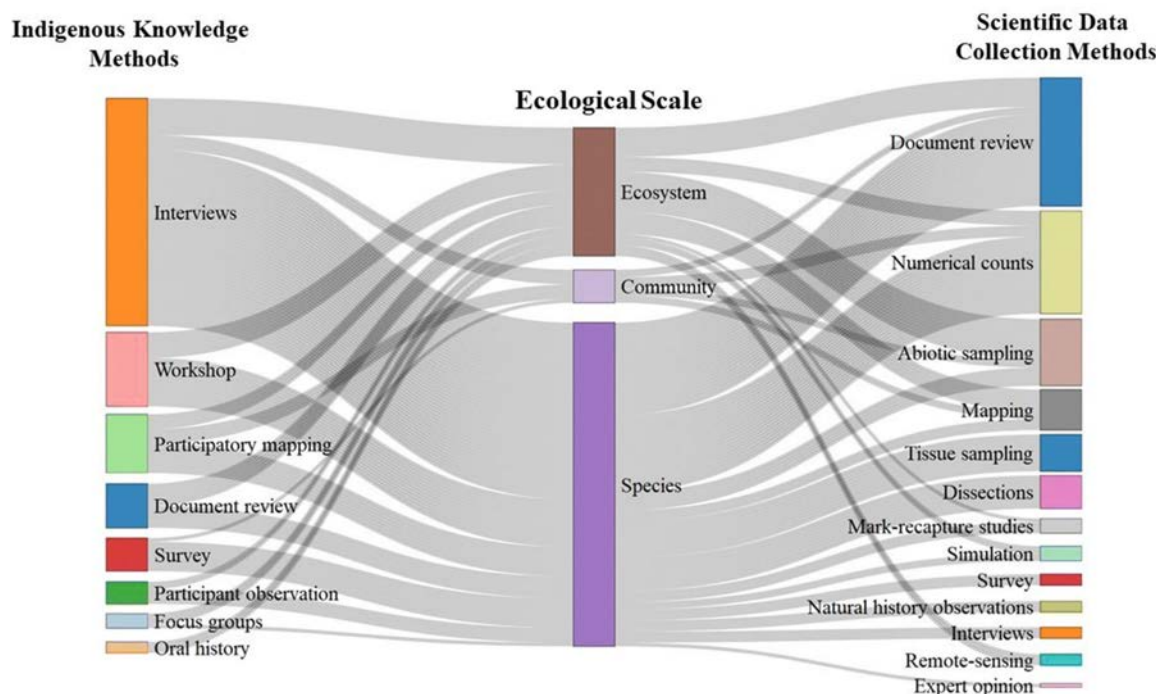 Indigenous Knowledge
Methods
Interviews
Workshop
Participatory mapping
Document review
Survey
Participant observation
Focus groups
Oral history
Ecological Scale
Ecosystem
Community
Species
Scientific Data
Collection Methods
Document review
Numerical counts
Abiotic sampling
Mapping
Tissue sampling
Dissections
Mark-recapture studies
Simulation
Survey
Natural history observations
Interviews
Remote-sensing
Expert opinion